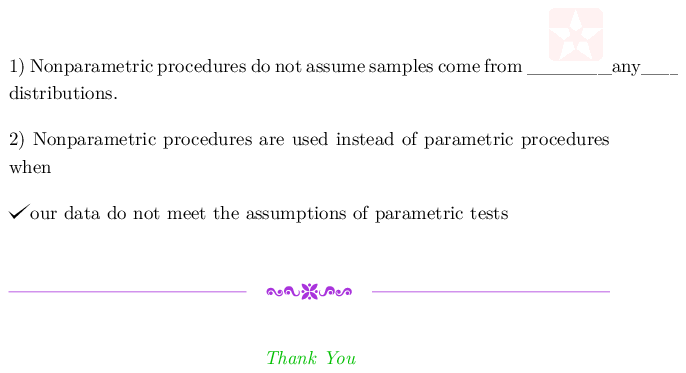 1) Nonparametric procedures do not assume samples come from _________any____
distributions.
2) Nonparametric procedures are used instead of parametric procedures
when
✓our data do not meet the assumptions of parametric tests
Thank You